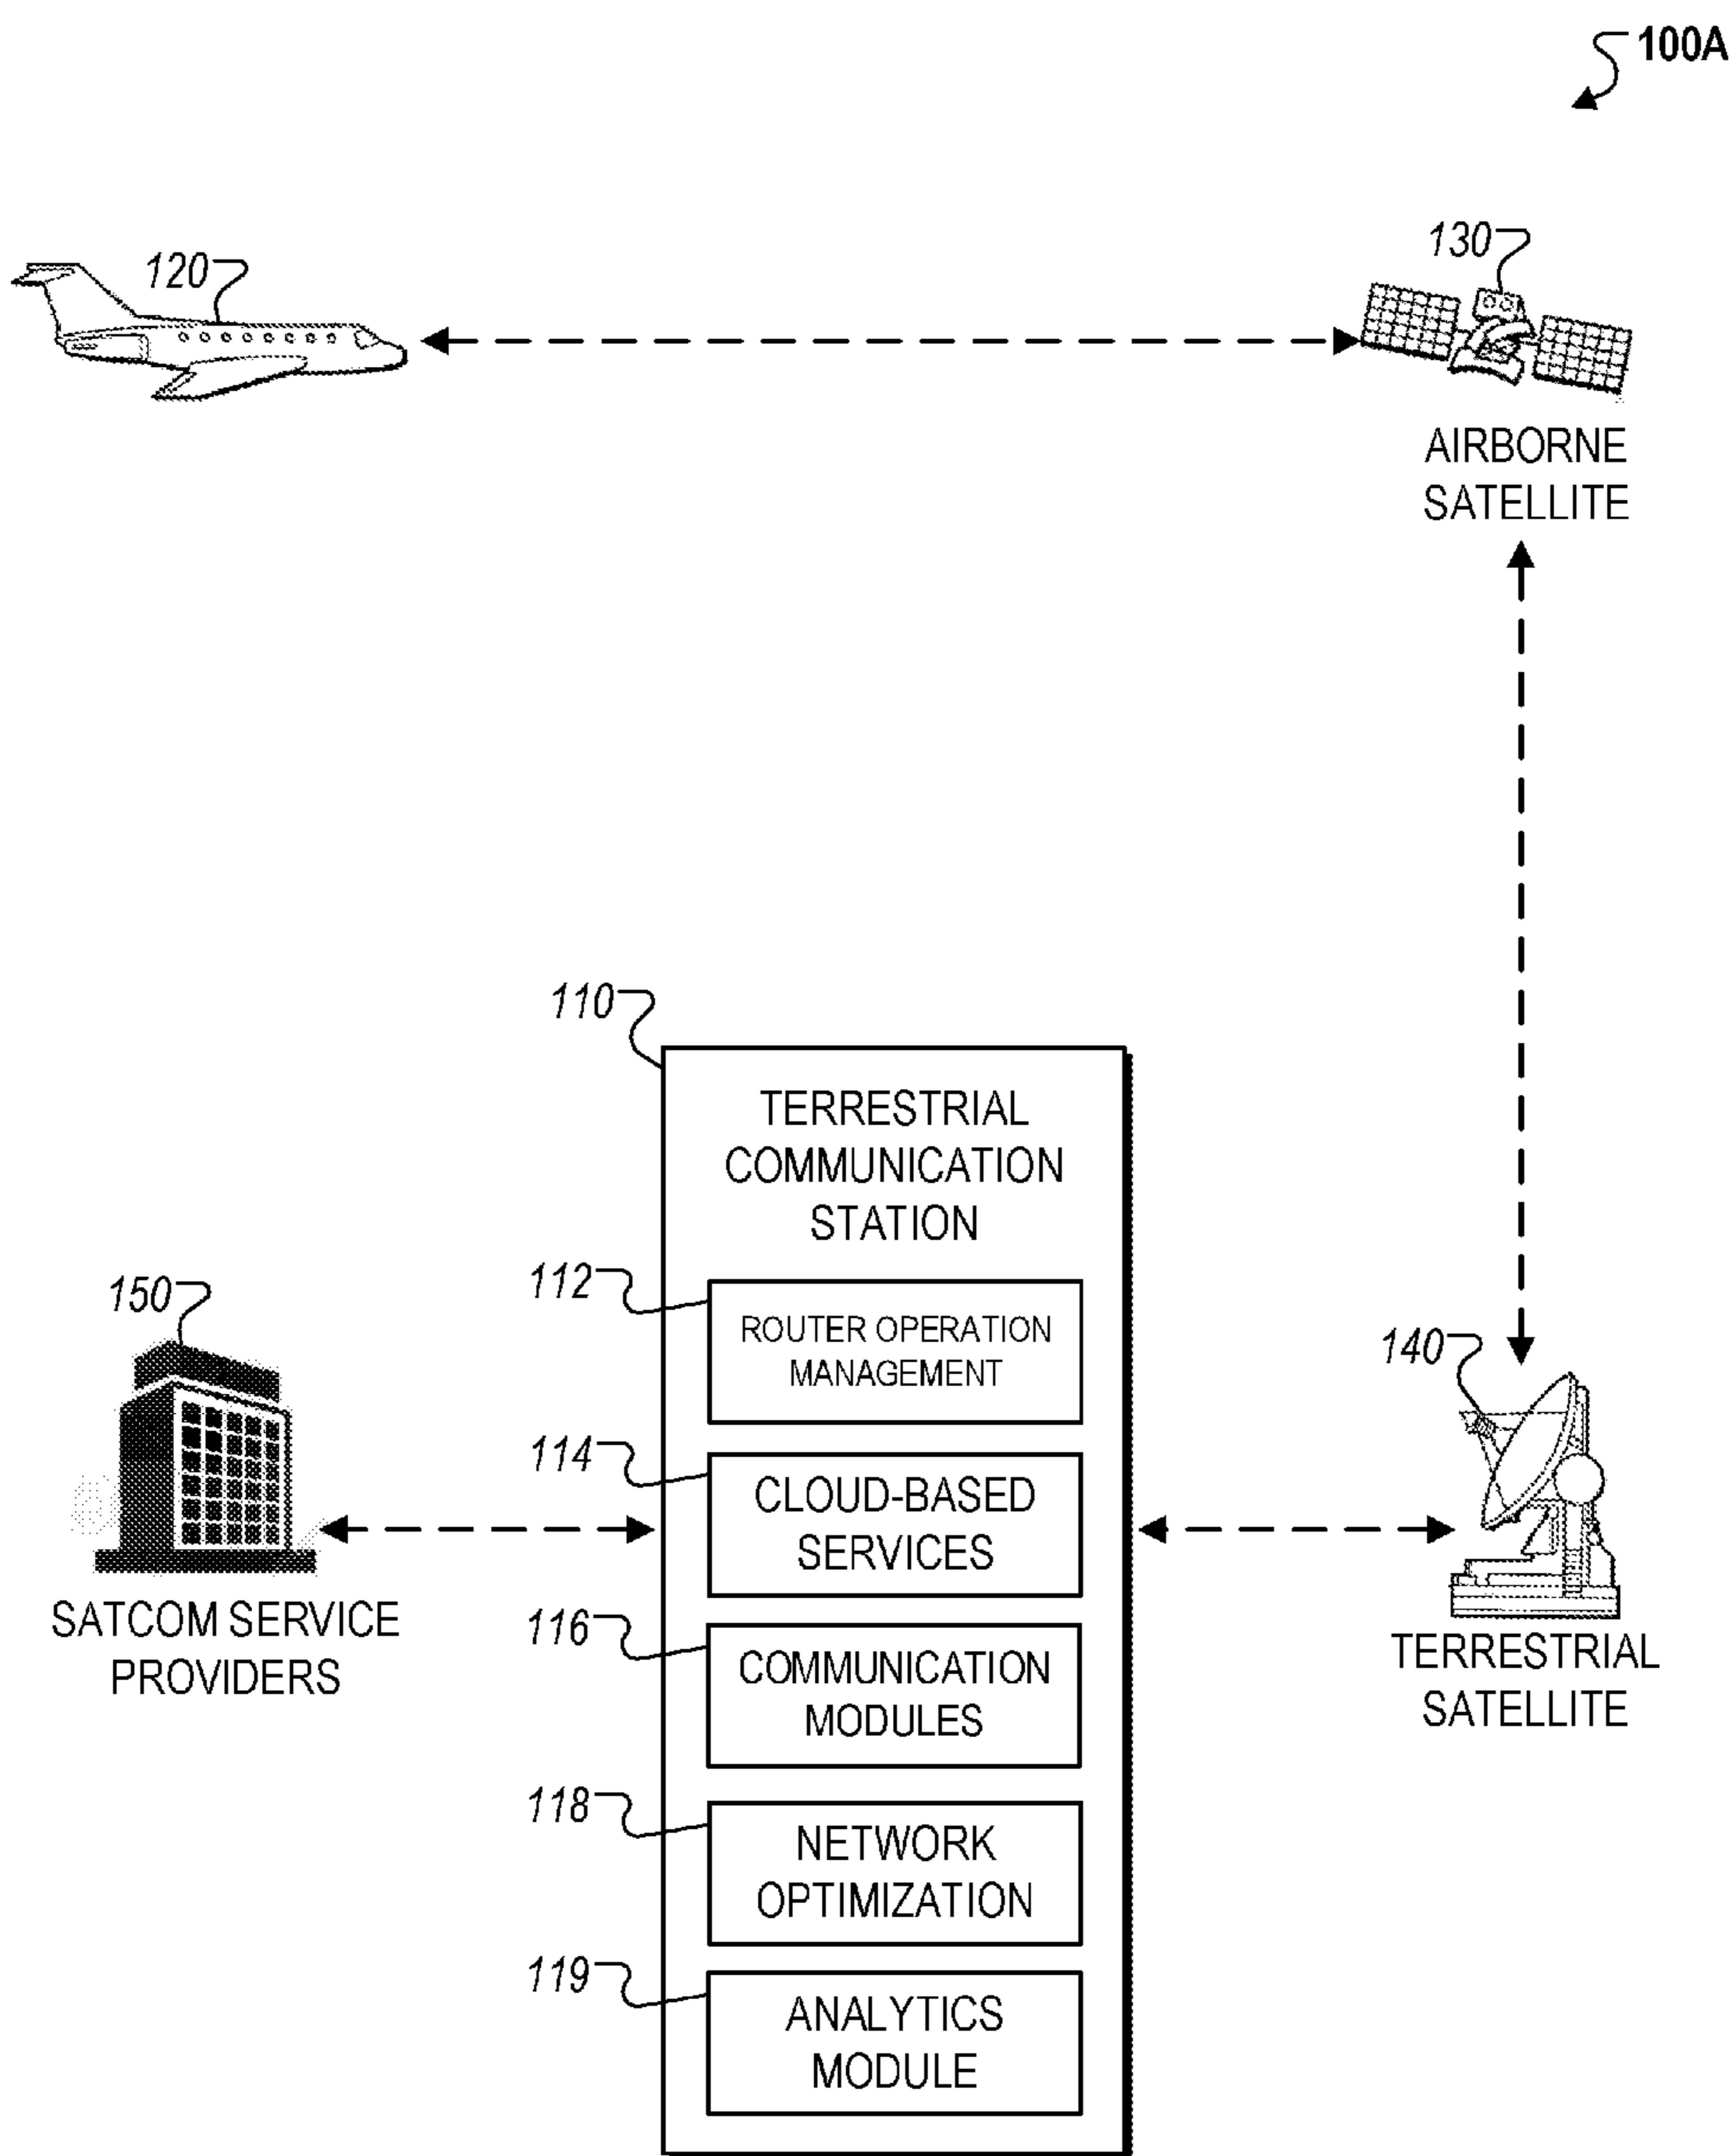 100A
120
130
AIRBORNE
SATELLITE
110
TERRESTRIAL
COMMUNICATION
STATION
112
ROUTER OPERATION
MANAGEMENT
150
140
114
CLOUD-BASED
SERVICES
SATCOM SERVICE
PROVIDERS
116
COMMUNICATION
MODULES
TERRESTRIAL
SATELLITE
118
NETWORK
OPTIMIZATION
119
ANALYTICS
MODULE